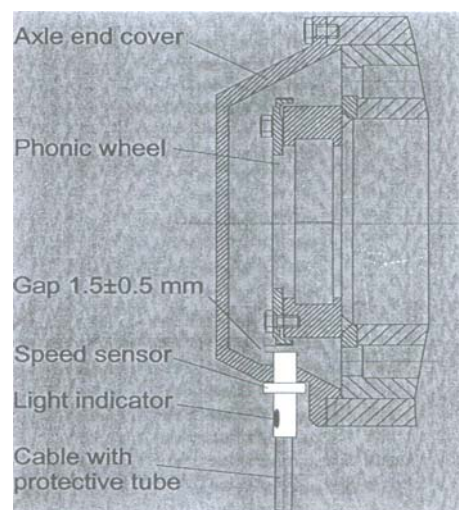 Axle end cover
Phonic wheel
Gap 1.5±0.5 mm
Speed sensor
Light indicator
Cable with
protective tube